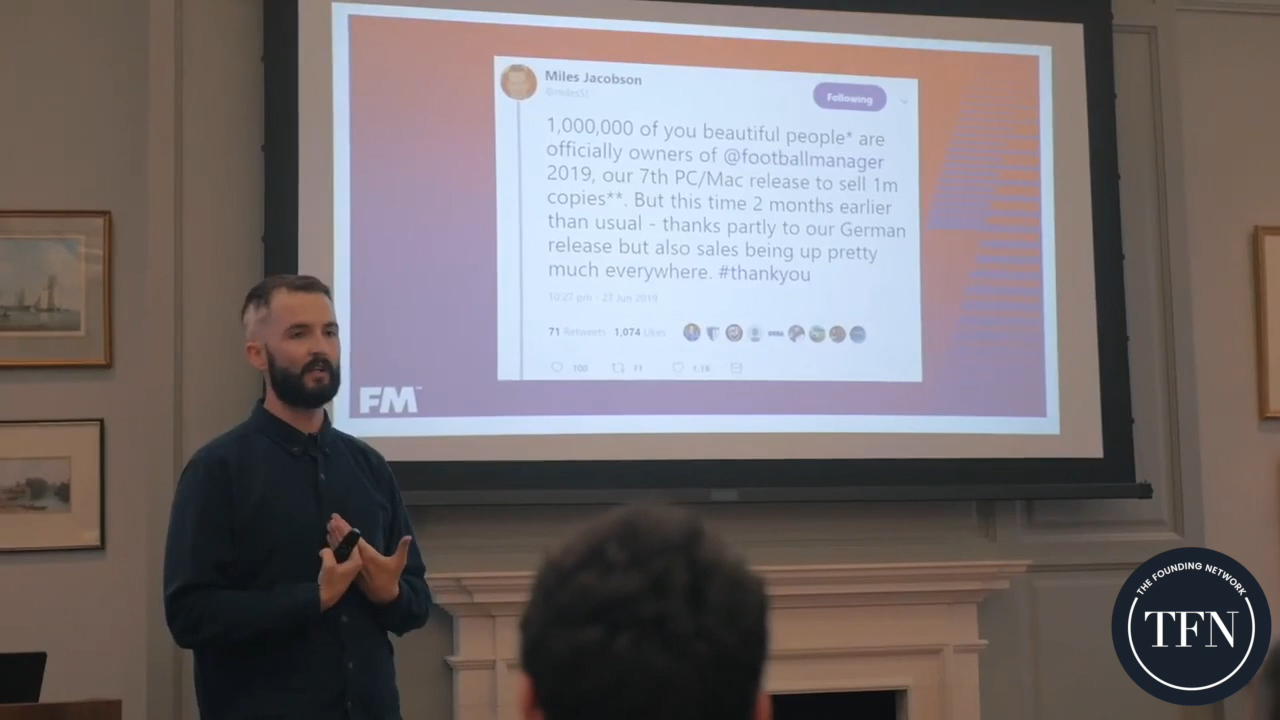 Miles Jacobson
Following
1,000,000 of you beautiful people* are
officially owners of @footballmanager
2019, our 7th PC/Mac release to sell 1m
copies**. But this time 2 months earlier
than usual - thanks partly to our German
release but also sales being up pretty
much everywhere. #thankyou
10:27 pm - 27 Jun 2019
71 Retweets 1,074 Likes
100 71 1.1K
FM™
THE FOUNDING NETWORK
TFN